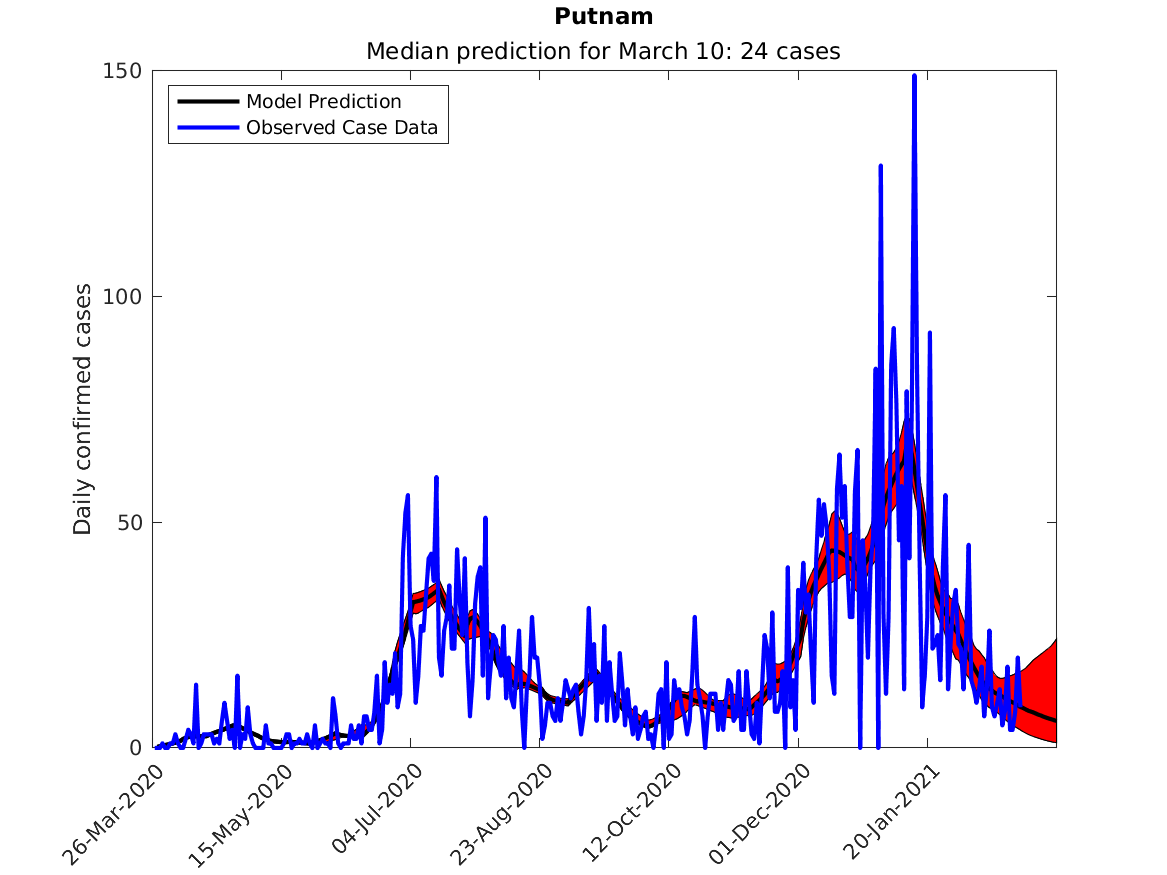 Putnam
Median prediction for March 10: 24 cases
150
Model Prediction
Observed Case Data
100
Daily confirmed cases
50
0
26-Mar-2020
15-May-2020
04-Jul-2020
23-Aug-2020
12-Oct-2020
01-Dec-2020
20-Jan-2021